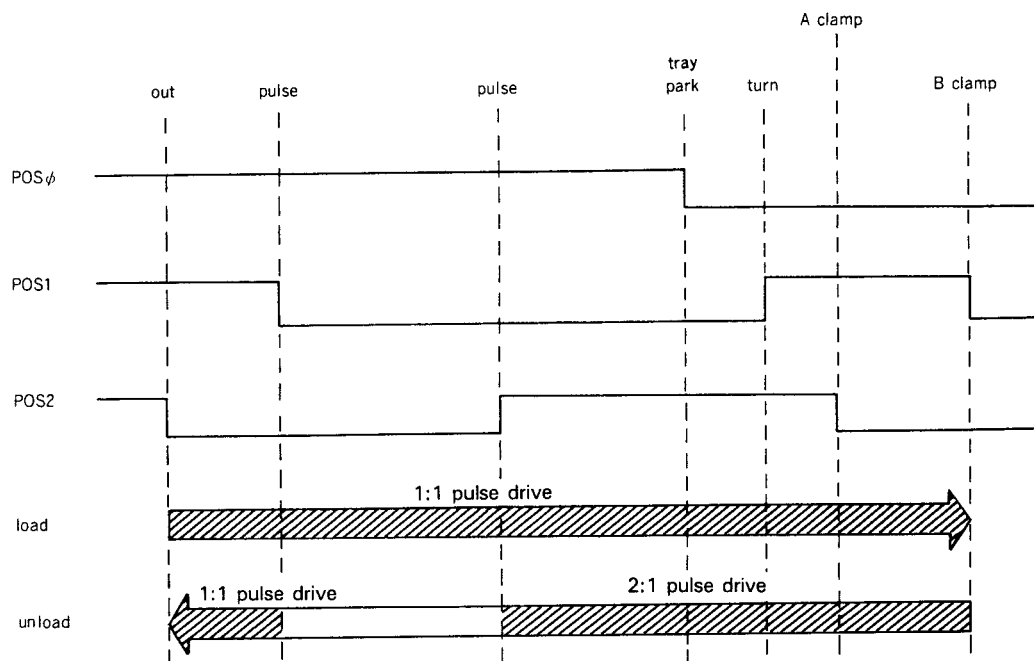 A clamp
tray
park
out
pulse
pulse
turn
B clamp
POSϕ
POS1
POS2
1:1 pulse drive
load
1:1 pulse drive
2:1 pulse drive
unload